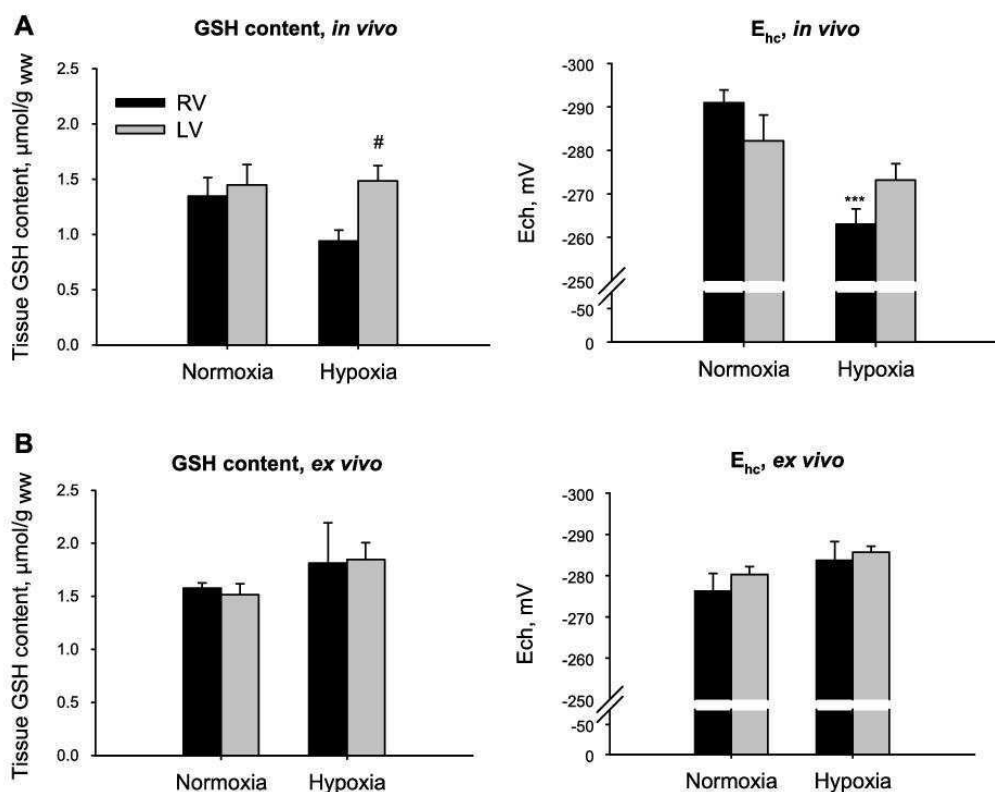 A
GSH content, in vivo
Tissue GSH content, µmol/g ww
2.5
2.0
1.5
1.0
0.5
0.0
RV
LV
#
Normoxia
Hypoxia
Ehc, in vivo
Ech, mV
-300
-290
-280
-270
-260
-250
-50
0
***
Normoxia
Hypoxia
B
GSH content, ex vivo
Tissue GSH content, µmol/g ww
2.5
2.0
1.5
1.0
0.5
0.0
Normoxia
Hypoxia
Ehc, ex vivo
Ech, mV
-300
-290
-280
-270
-260
-250
-50
0
Normoxia
Hypoxia